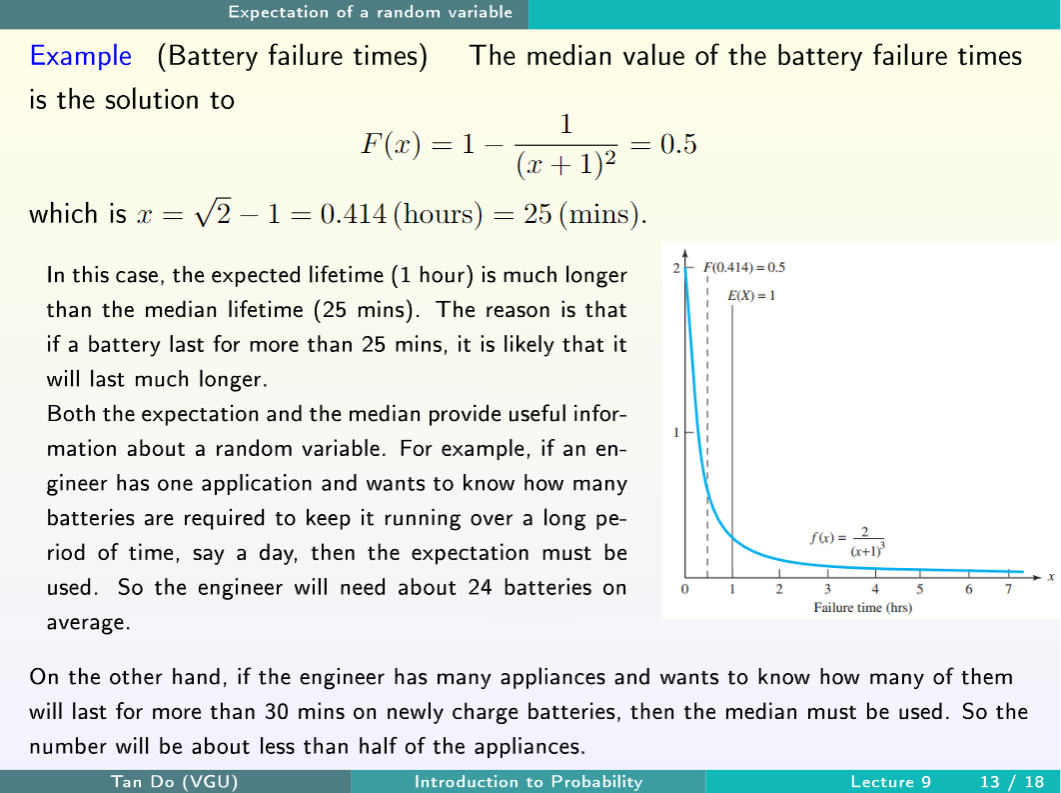 Expectation of a random variable
Example (Battery failure times) The median value of the battery failure times
is the solution to
F(x) = 1 − 1/(x + 1)² = 0.5
which is x = √2 − 1 = 0.414 (hours) = 25 (mins).
In this case, the expected lifetime (1 hour) is much longer
than the median lifetime (25 mins). The reason is that
if a battery last for more than 25 mins, it is likely that it
will last much longer.
Both the expectation and the median provide useful infor-
mation about a random variable. For example, if an en-
gineer has one application and wants to know how many
batteries are required to keep it running over a long pe-
riod of time, say a day, then the expectation must be
used. So the engineer will need about 24 batteries on
average.
2 F(0.414) = 0.5
E(X) = 1
1
f(x) = 2/(x+1)³
x
0 1 2 3 4 5 6 7
Failure time (hrs)
On the other hand, if the engineer has many appliances and wants to know how many of them
will last for more than 30 mins on newly charge batteries, then the median must be used. So the
number will be about less than half of the appliances.
Tan Do (VGU) Introduction to Probability Lecture 9 13 / 18